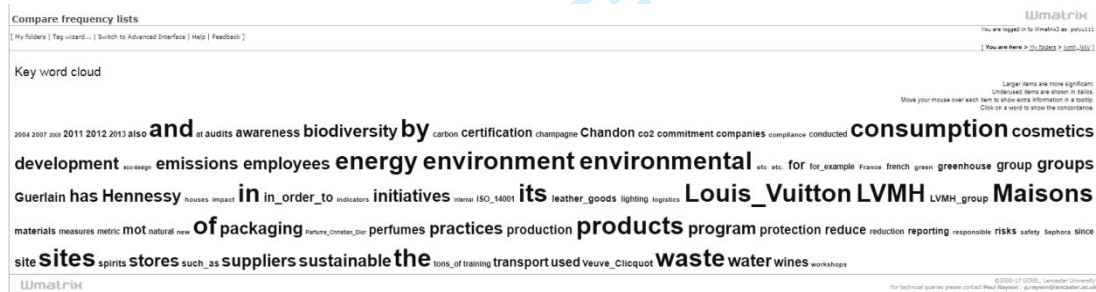 Compare frequency lists
Wmatrix
[ My folders | Tag wizard... | Switch to Advanced Interface | Help | Feedback ]
You are logged in to Wmatrix3 as: polyu111
[ You are here > My folders > lvmh_NAV ]
Key word cloud
Larger items are more significant.
Underused items are shown in italics.
Move your mouse over each item to show extra information in a tooltip.
Click on a word to show the concordance.
2004 2007 2008 2011 2012 2013 also and at audits awareness biodiversity by carbon certification champagne Chandon co2 commitment companies compliance conducted consumption cosmetics
development eco-design emissions employees energy environment environmental etc etc. for for_example France french green greenhouse group groups
Guerlain has Hennessy houses impact in in_order_to indicators initiatives internal ISO_14001 its leather_goods lighting logistics Louis_Vuitton LVMH LVMH_group Maisons
materials measures metric mot natural new of packaging Parfums_Christian_Dior perfumes practices production products program protection reduce reduction reporting responsible risks safety Sephora since
site sites spirits stores such_as suppliers sustainable the tons_of training transport used Veuve_Clicquot waste water wines workshops
Wmatrix
©2000-17 UCREL, Lancaster University.
For technical queries please contact Paul Rayson : p.rayson@lancaster.ac.uk